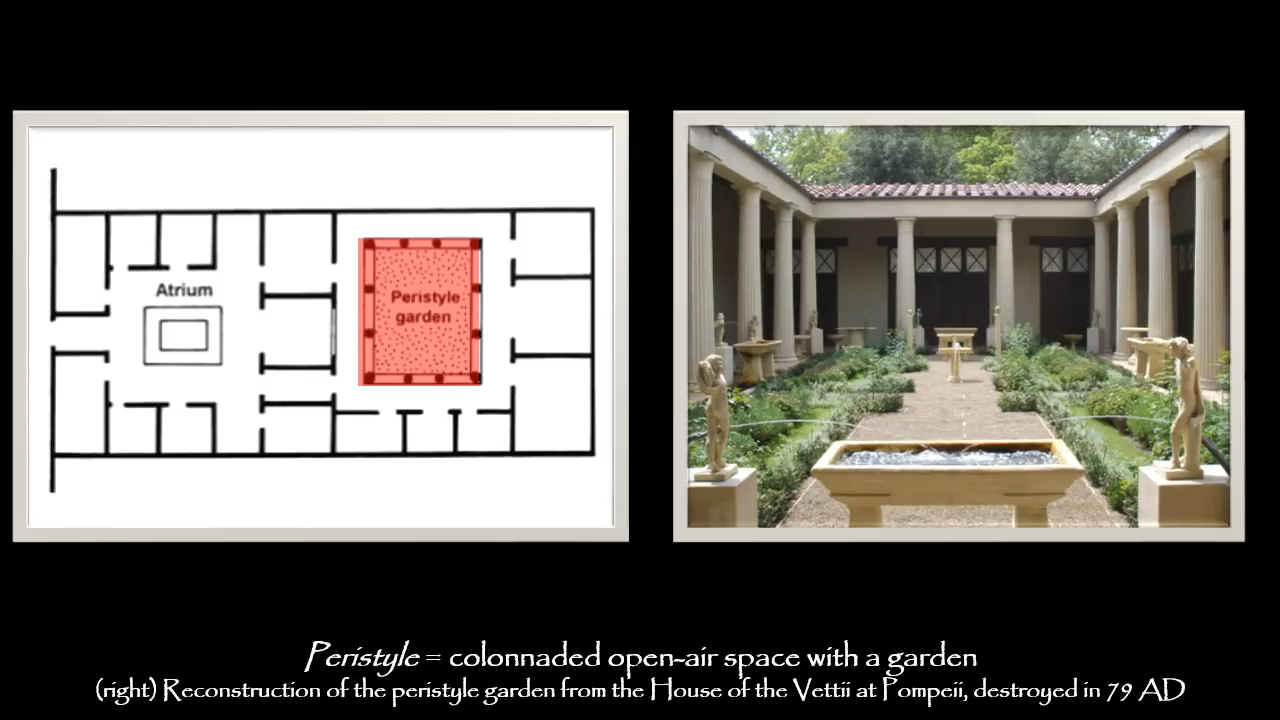 Atrium
Peristyle
garden
Peristyle = colonnaded open-air space with a garden
(right) Reconstruction of the peristyle garden from the House of the Vettii at Pompeii, destroyed in 79 AD